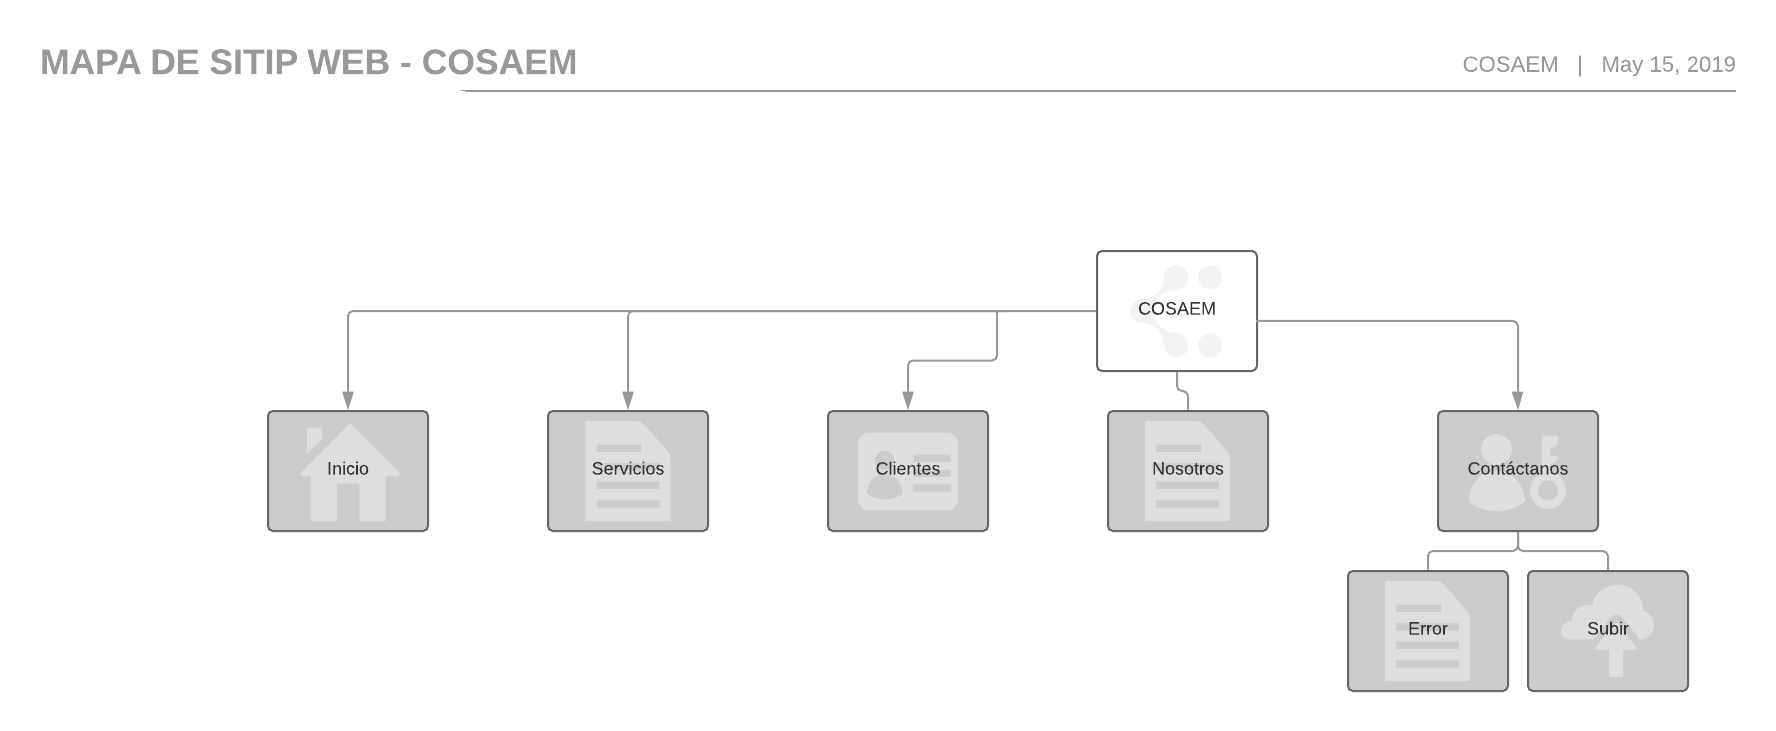 MAPA DE SITIP WEB - COSAEM
COSAEM | May 15, 2019
COSAEM
Inicio
Servicios
Clientes
Nosotros
Contáctanos
Error
Subir